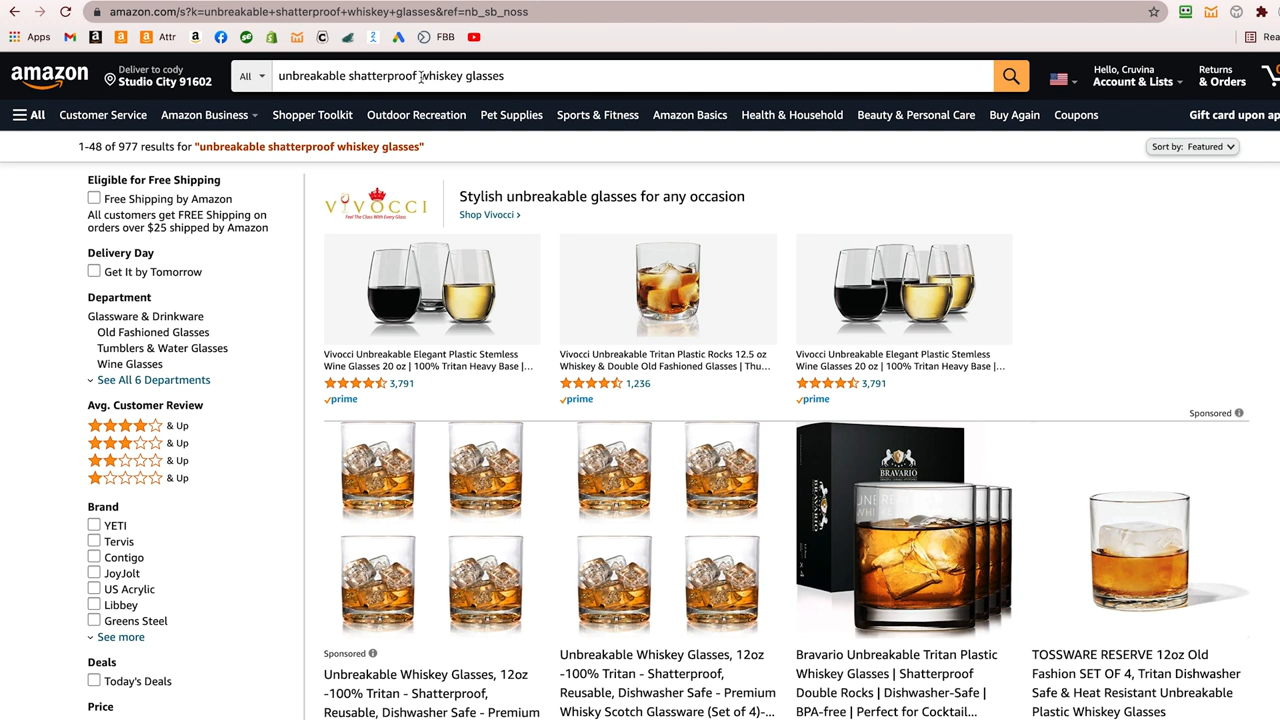 amazon.com/s?k=unbreakable+shatterproof+whiskey+glasses&ref=nb_sb_noss
Apps
Attr
FBB
amazon
Deliver to cody
Studio City 91602
All
unbreakable shatterproof whiskey glasses
Hello, Cruvina
Account & Lists
Returns
& Orders
All
Customer Service
Amazon Business
Shopper Toolkit
Outdoor Recreation
Pet Supplies
Sports & Fitness
Amazon Basics
Health & Household
Beauty & Personal Care
Buy Again
Coupons
Gift card upon
1-48 of 977 results for "unbreakable shatterproof whiskey glasses"
Sort by: Featured
Eligible for Free Shipping
Free Shipping by Amazon
All customers get FREE Shipping on
orders over $25 shipped by Amazon
Delivery Day
Get It by Tomorrow
Department
Glassware & Drinkware
Old Fashioned Glasses
Tumblers & Water Glasses
Wine Glasses
See All 6 Departments
Avg. Customer Review
& Up
& Up
& Up
& Up
Brand
YETI
Tervis
Contigo
JoyJolt
US Acrylic
Libbey
Greens Steel
See more
Deals
Today's Deals
Price
VIVOCCI
Feel The Class With Every Glass
Stylish unbreakable glasses for any occasion
Shop Vivocci ›
Vivocci Unbreakable Elegant Plastic Stemless
Wine Glasses 20 oz | 100% Tritan Heavy Base |...
3,791
prime
Vivocci Unbreakable Tritan Plastic Rocks 12.5 oz
Whiskey & Double Old Fashioned Glasses | Thu...
1,236
prime
Vivocci Unbreakable Elegant Plastic Stemless
Wine Glasses 20 oz | 100% Tritan Heavy Base |...
3,791
prime
Sponsored
BRAVARIO
Sponsored
Unbreakable Whiskey Glasses, 12oz
-100% Tritan - Shatterproof,
Reusable, Dishwasher Safe - Premium
Unbreakable Whiskey Glasses, 12oz
-100% Tritan - Shatterproof,
Reusable, Dishwasher Safe - Premium
Whisky Scotch Glassware (Set of 4)-...
Bravario Unbreakable Tritan Plastic
Whiskey Glasses | Shatterproof
Double Rocks | Dishwasher-Safe |
BPA-free | Perfect for Cocktail...
TOSSWARE RESERVE 12oz Old
Fashion SET OF 4, Tritan Dishwasher
Safe & Heat Resistant Unbreakable
Plastic Whiskey Glasses